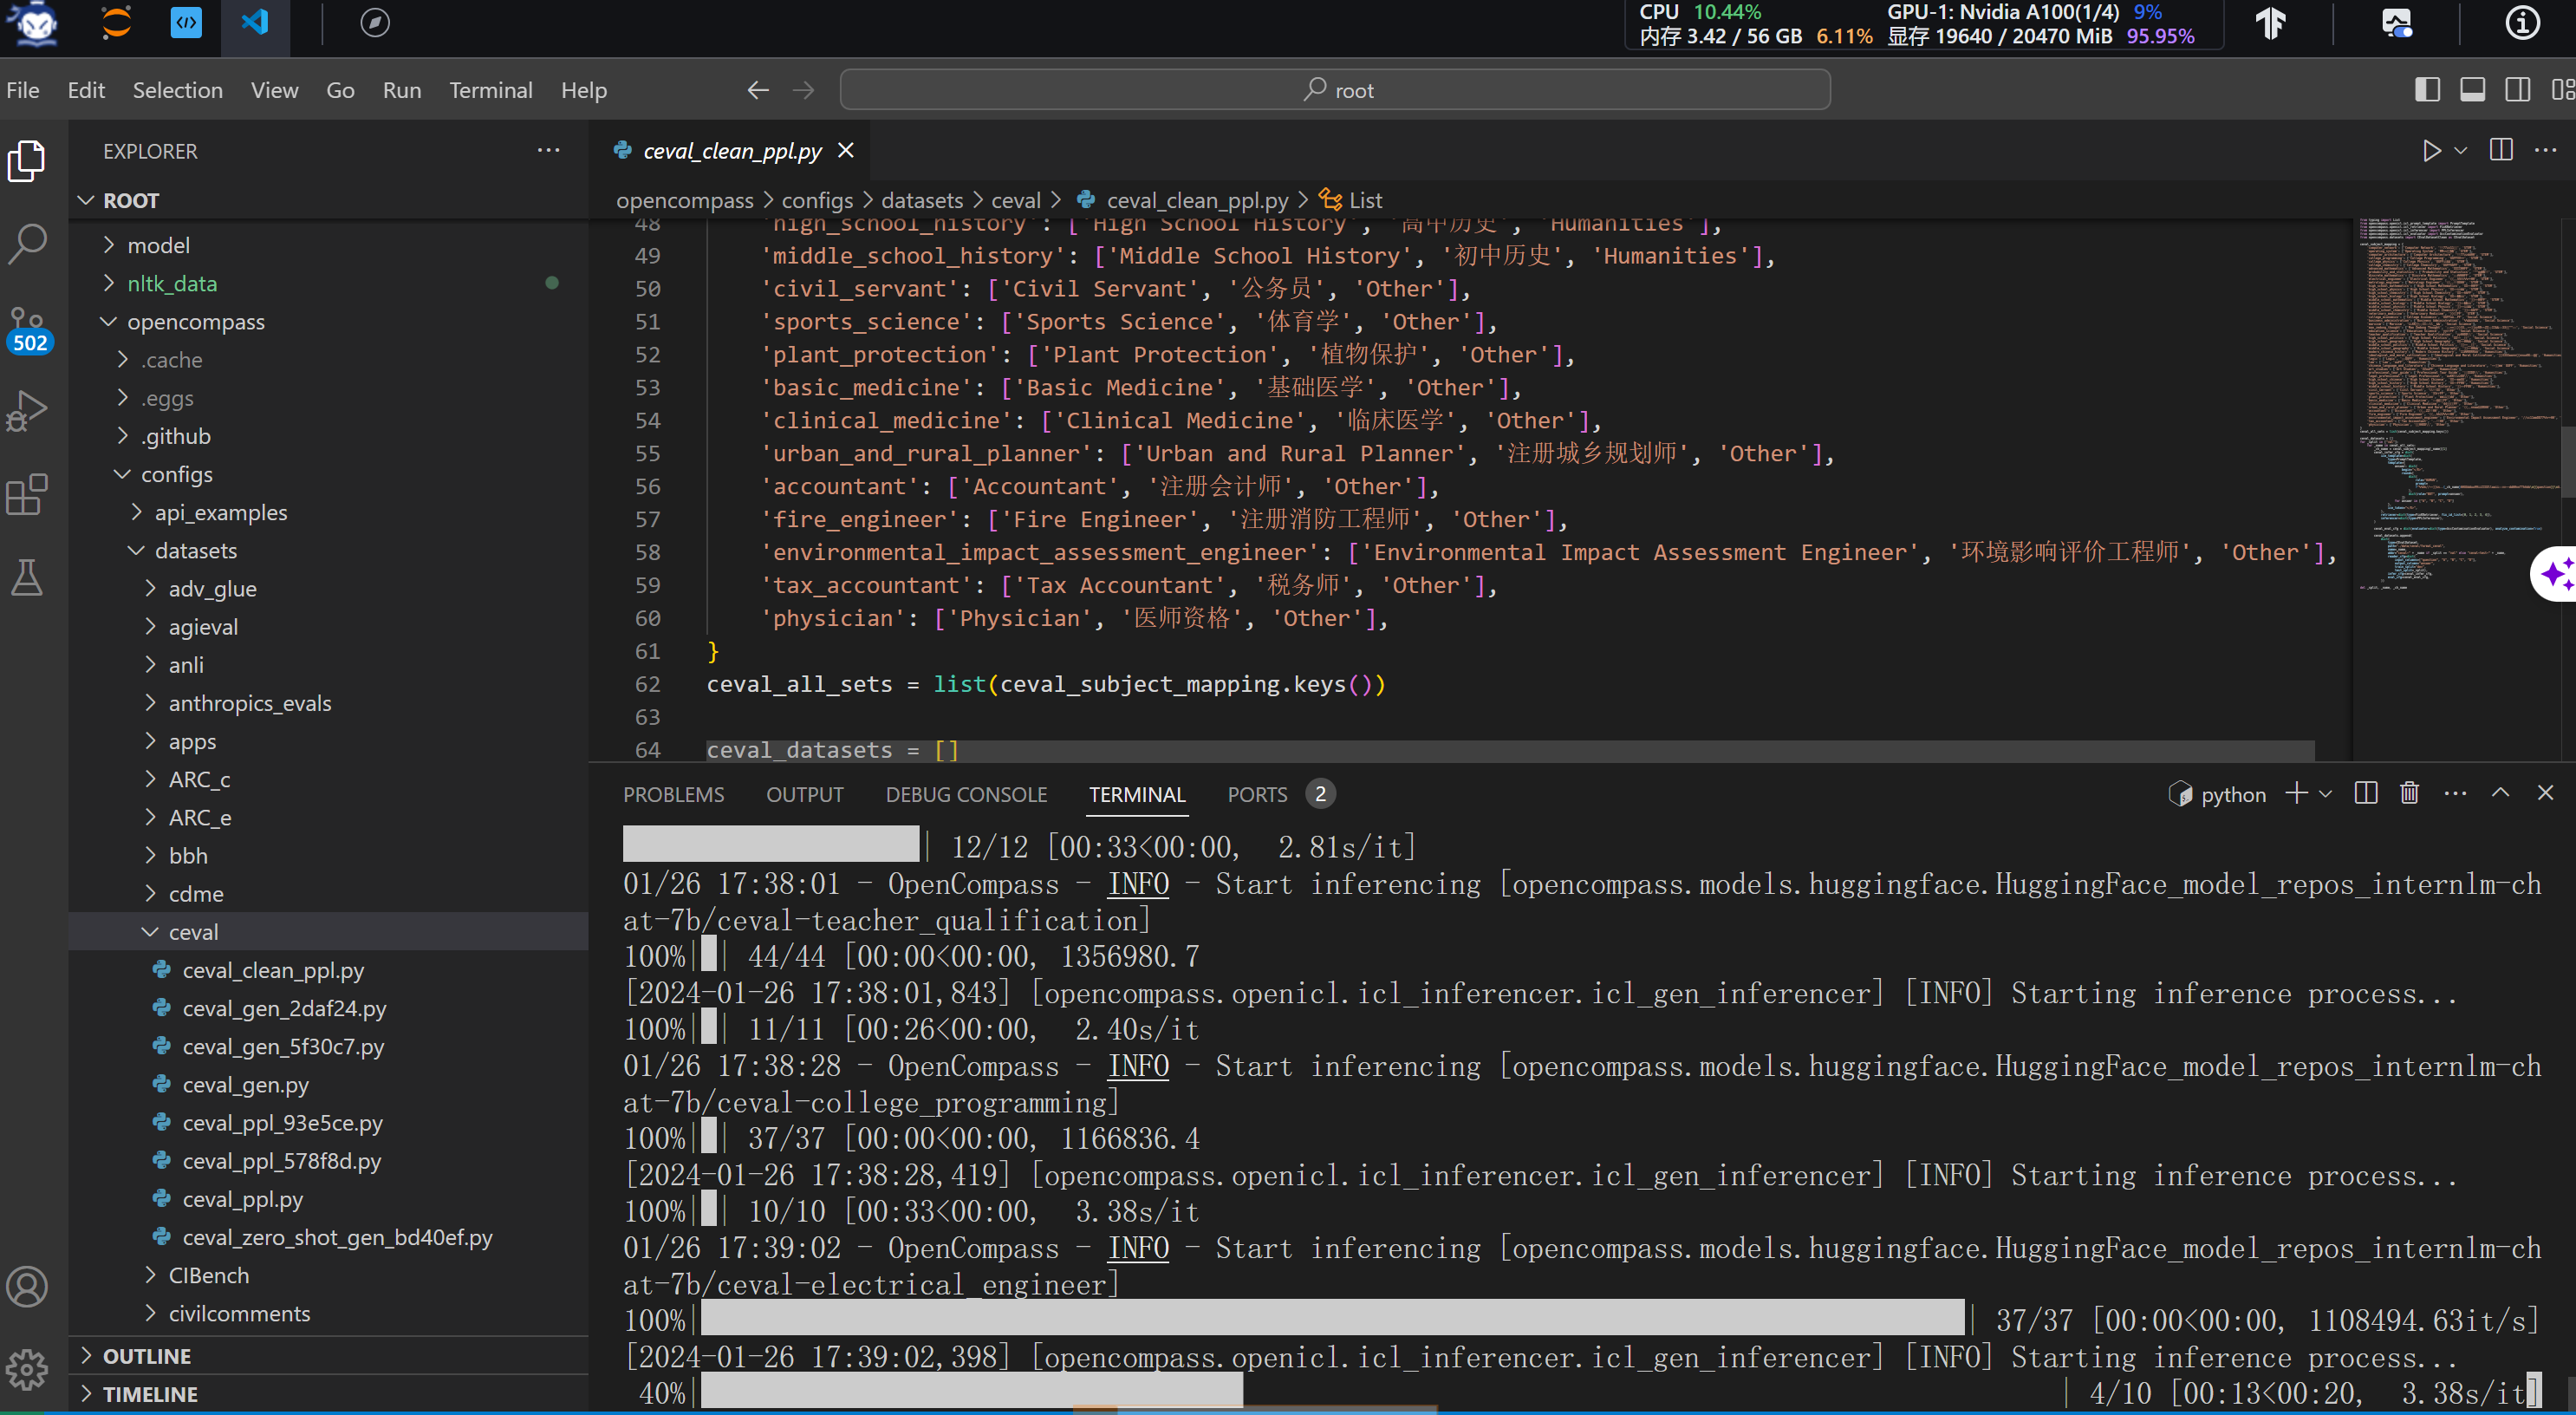 CPU 10.44% GPU-1: Nvidia A100(1/4) 9%
内存 3.42 / 56 GB 6.11% 显存 19640 / 20470 MiB 95.95%
File Edit Selection View Go Run Terminal Help root
EXPLORER
ROOT
model
nltk_data
opencompass
.cache
.eggs
.github
configs
api_examples
datasets
adv_glue
agieval
anli
anthropics_evals
apps
ARC_c
ARC_e
bbh
cdme
ceval
ceval_clean_ppl.py
ceval_gen_2daf24.py
ceval_gen_5f30c7.py
ceval_gen.py
ceval_ppl_93e5ce.py
ceval_ppl_578f8d.py
ceval_ppl.py
ceval_zero_shot_gen_bd40ef.py
CIBench
civilcomments
OUTLINE
TIMELINE
502
ceval_clean_ppl.py
opencompass > configs > datasets > ceval > ceval_clean_ppl.py > List
48 'high_school_history': ['High School History', '高中历史', 'Humanities'],
49 'middle_school_history': ['Middle School History', '初中历史', 'Humanities'],
50 'civil_servant': ['Civil Servant', '公务员', 'Other'],
51 'sports_science': ['Sports Science', '体育学', 'Other'],
52 'plant_protection': ['Plant Protection', '植物保护', 'Other'],
53 'basic_medicine': ['Basic Medicine', '基础医学', 'Other'],
54 'clinical_medicine': ['Clinical Medicine', '临床医学', 'Other'],
55 'urban_and_rural_planner': ['Urban and Rural Planner', '注册城乡规划师', 'Other'],
56 'accountant': ['Accountant', '注册会计师', 'Other'],
57 'fire_engineer': ['Fire Engineer', '注册消防工程师', 'Other'],
58 'environmental_impact_assessment_engineer': ['Environmental Impact Assessment Engineer', '环境影响评价工程师', 'Other'],
59 'tax_accountant': ['Tax Accountant', '税务师', 'Other'],
60 'physician': ['Physician', '医师资格', 'Other'],
61 }
62 ceval_all_sets = list(ceval_subject_mapping.keys())
63
64 ceval_datasets = []
PROBLEMS OUTPUT DEBUG CONSOLE TERMINAL PORTS 2 python
| 12/12 [00:33<00:00, 2.81s/it]
01/26 17:38:01 - OpenCompass - INFO - Start inferencing [opencompass.models.huggingface.HuggingFace_model_repos_internlm-ch
at-7b/ceval-teacher_qualification]
100%| | 44/44 [00:00<00:00, 1356980.7
[2024-01-26 17:38:01,843] [opencompass.openicl.icl_inferencer.icl_gen_inferencer] [INFO] Starting inference process...
100%| | 11/11 [00:26<00:00, 2.40s/it
01/26 17:38:28 - OpenCompass - INFO - Start inferencing [opencompass.models.huggingface.HuggingFace_model_repos_internlm-ch
at-7b/ceval-college_programming]
100%| | 37/37 [00:00<00:00, 1166836.4
[2024-01-26 17:38:28,419] [opencompass.openicl.icl_inferencer.icl_gen_inferencer] [INFO] Starting inference process...
100%| | 10/10 [00:33<00:00, 3.38s/it
01/26 17:39:02 - OpenCompass - INFO - Start inferencing [opencompass.models.huggingface.HuggingFace_model_repos_internlm-ch
at-7b/ceval-electrical_engineer]
100%| | 37/37 [00:00<00:00, 1108494.63it/s]
[2024-01-26 17:39:02,398] [opencompass.openicl.icl_inferencer.icl_gen_inferencer] [INFO] Starting inference process...
40%| | 4/10 [00:13<00:20, 3.38s/it]